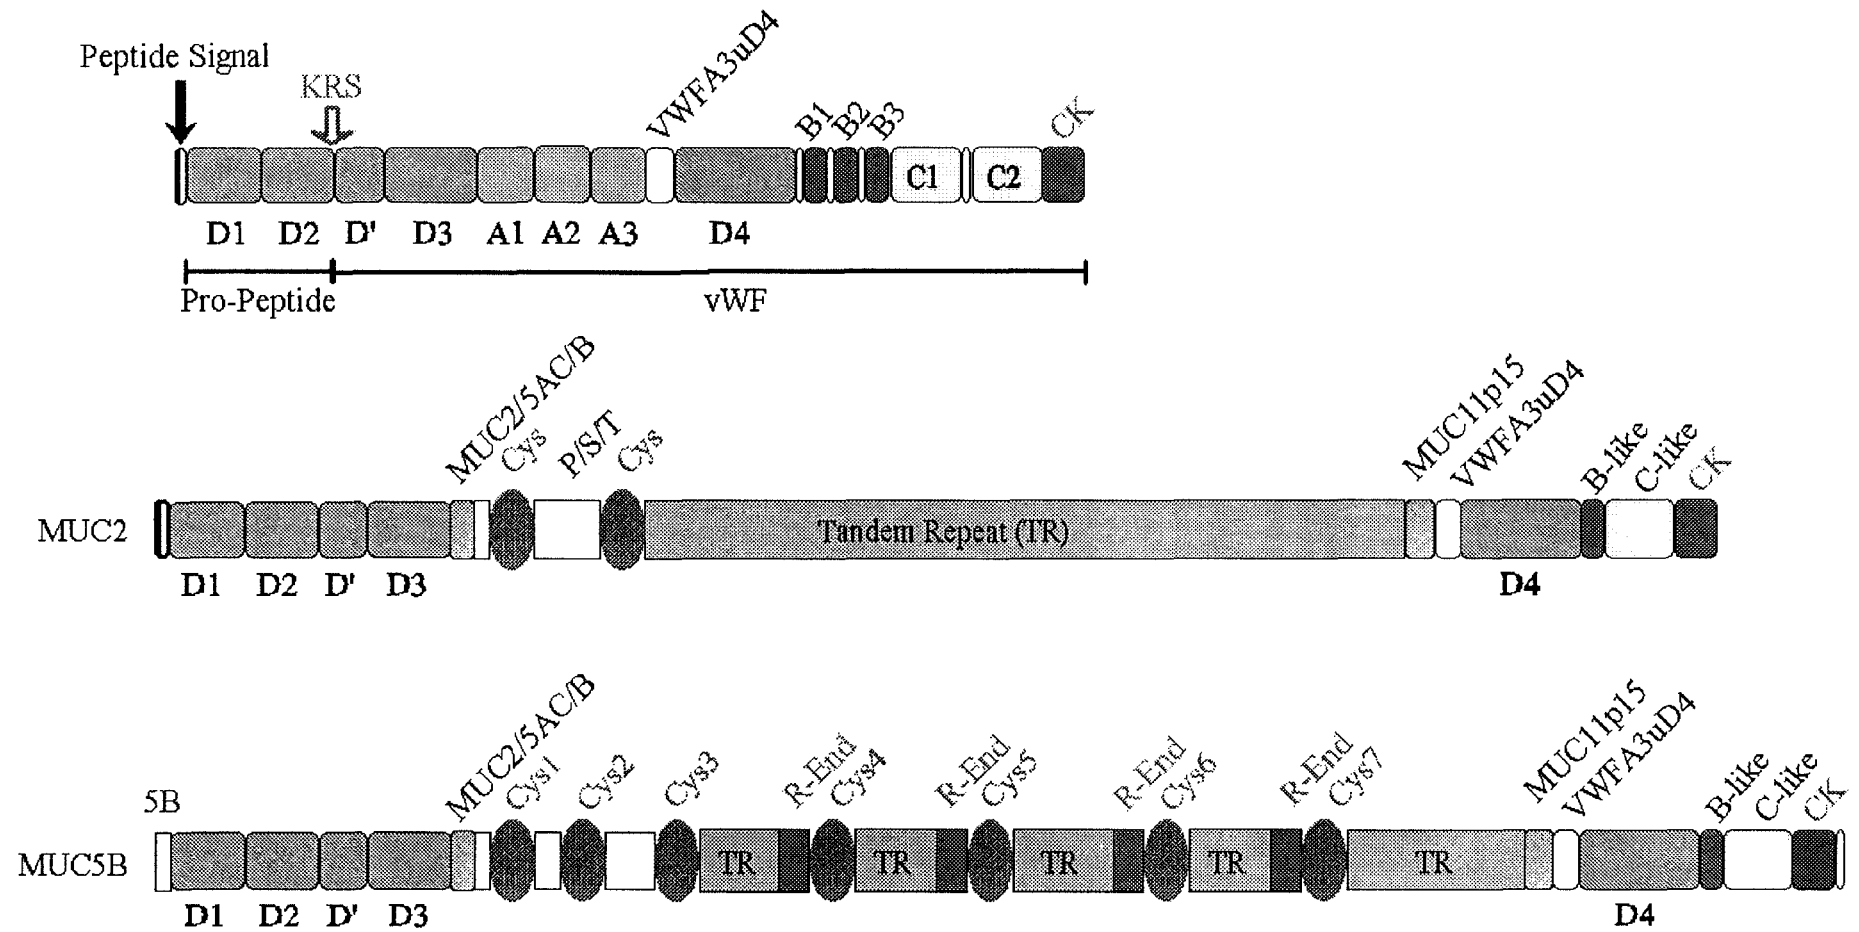 Peptide Signal
KRS
VWFA3uD4
B1
B2
B3
CK
C1
C2
D1 D2 D' D3 A1 A2 A3 D4
Pro-Peptide
vWF
MUC2/5AC/B
Cys
P/S/T
Cys
MUC11p15
VWFA3uD4
B-like
C-like
CK
MUC2
Tandem Repeat (TR)
D1 D2 D' D3 D4
MUC2/5AC/B
Cys1
Cys2
Cys3
R-End
Cys4
R-End
Cys5
R-End
Cys6
R-End
Cys7
MUC11p15
VWFA3uD4
B-like
C-like
CK
5B
MUC5B
TR TR TR TR TR
D1 D2 D' D3 D4